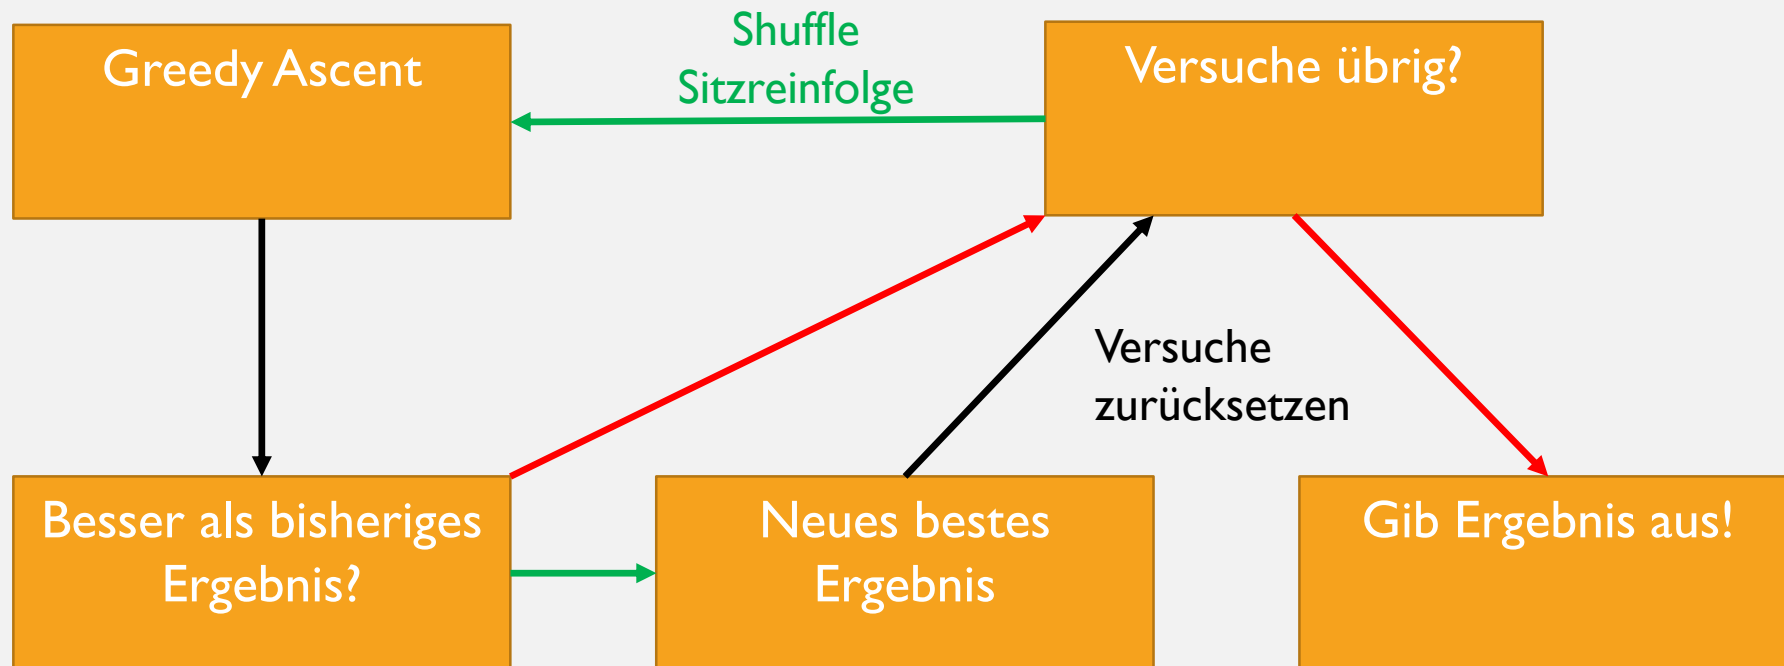 Greedy Ascent
Shuffle
Sitzreinfolge
Versuche übrig?
Versuche
zurücksetzen
Besser als bisheriges
Ergebnis?
Neues bestes
Ergebnis
Gib Ergebnis aus!